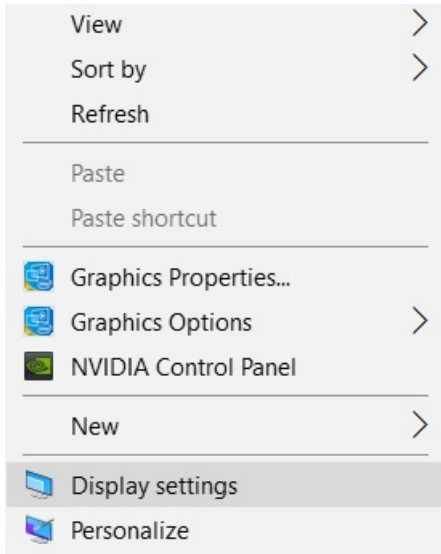 View
Sort by
Refresh
Paste
Paste shortcut
Graphics Properties...
Graphics Options
NVIDIA Control Panel
New
Display settings
Personalize